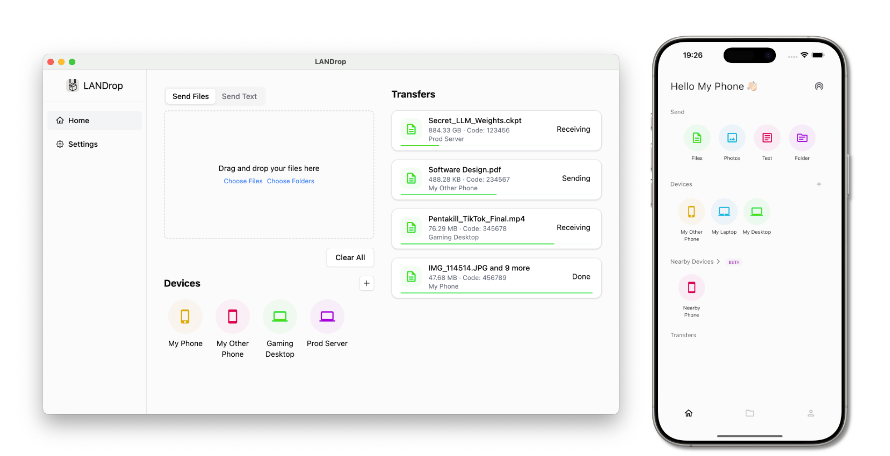 LANDrop
LANDrop
Home
Settings
Send Files Send Text
Drag and drop your files here
Choose Files Choose Folders
Clear All
Devices
+
My Phone
My Other
Phone
Gaming
Desktop
Prod Server
Transfers
Secret_LLM_Weights.ckpt
884.33 GB · Code: 123456
Prod Server
Receiving
Software Design.pdf
488.28 KB · Code: 234567
My Other Phone
Sending
Pentakill_TikTok_Final.mp4
76.29 MB · Code: 345678
Gaming Desktop
Receiving
IMG_114514.JPG and 9 more
47.68 MB · Code: 456789
My Phone
Done
19:26
Hello My Phone 👋🏻
Send
Files
Photos
Text
Folder
Devices
+
My Other
Phone
My Laptop
My Desktop
Nearby Devices >
BETA
Nearby
Phone
Transfers